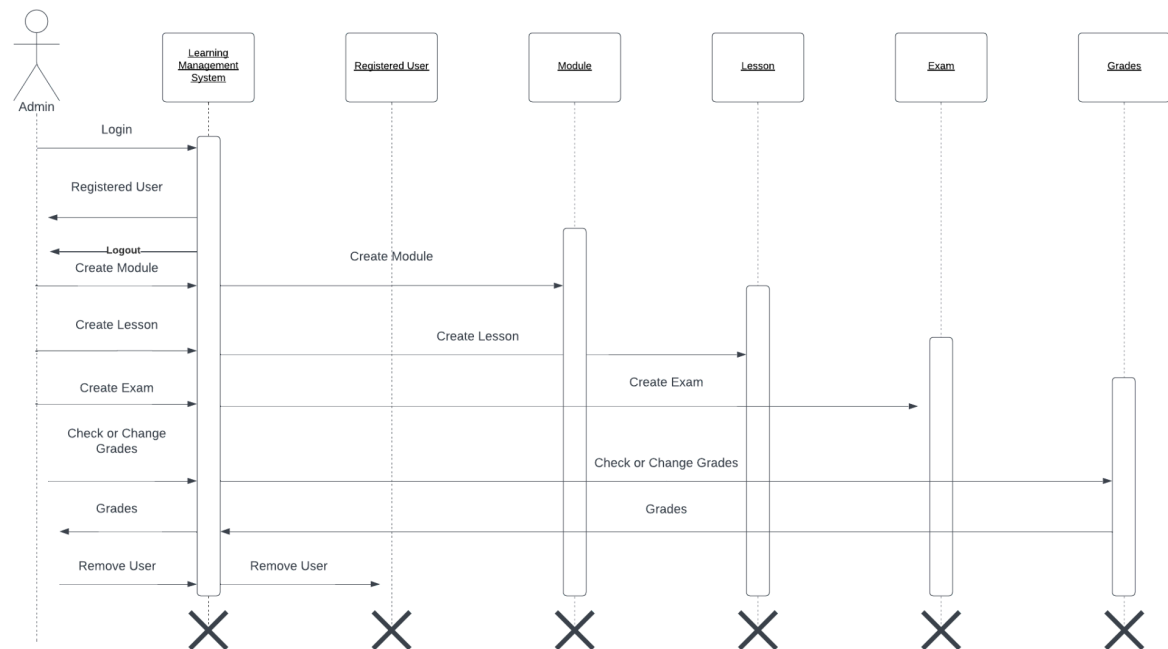 Learning
Management
System
Registered User
Module
Lesson
Exam
Grades
Admin
Login
Registered User
Logout
Create Module
Create Module
Create Lesson
Create Lesson
Create Exam
Create Exam
Check or Change
Grades
Check or Change Grades
Grades
Grades
Remove User
Remove User